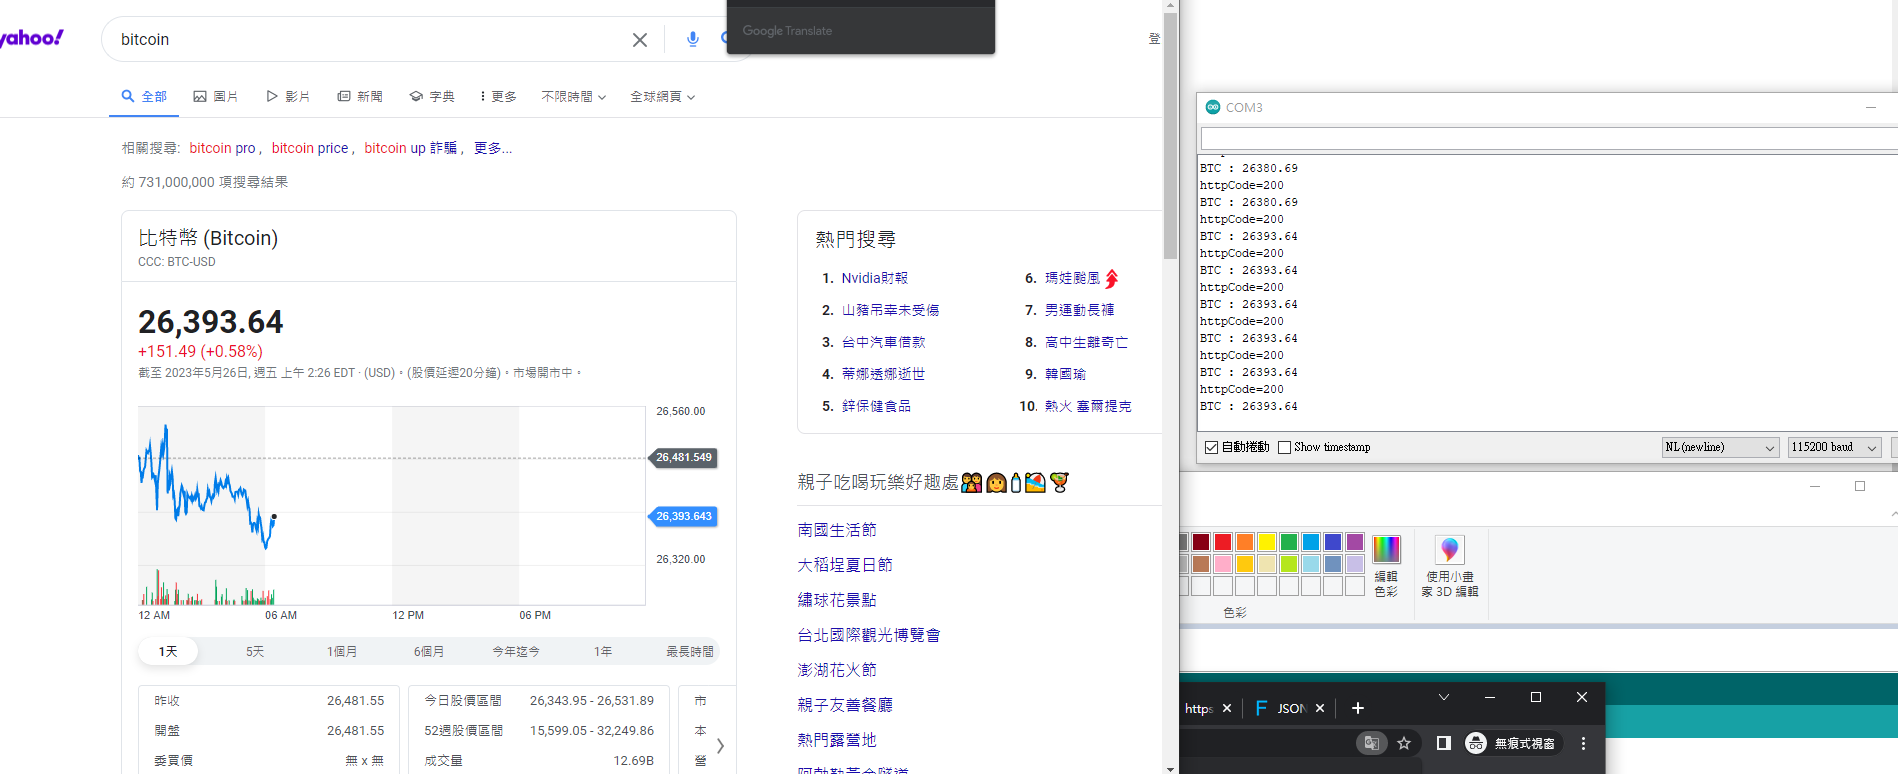 yahoo!
bitcoin
Google Translate
登
全部
圖片
影片
新聞
字典
更多
不限時間
全球網頁
相關搜尋: bitcoin pro , bitcoin price , bitcoin up 詐騙 , 更多...
約 731,000,000 項搜尋結果
比特幣 (Bitcoin)
CCC: BTC-USD
26,393.64
+151.49 (+0.58%)
截至 2023年5月26日, 週五 上午 2:26 EDT · (USD)。(股價延遲20分鐘)。市場開市中。
26,560.00
26,481.549
26,393.643
26,320.00
12 AM
06 AM
12 PM
06 PM
1天
5天
1個月
6個月
今年迄今
1年
最長時間
昨收 26,481.55
開盤 26,481.55
委買價 無 x 無
今日股價區間 26,343.95 - 26,531.89
52週股價區間 15,599.05 - 32,249.86
成交量 12.69B
市
本
營
熱門搜尋
1. Nvidia財報
2. 山豬吊幸未受傷
3. 台中汽車借款
4. 蒂娜透娜逝世
5. 鋅保健食品
6. 瑪娃颱風
7. 男運動長褲
8. 高中生離奇亡
9. 韓國瑜
10. 熱火 塞爾提克
親子吃喝玩樂好趣處
南國生活節
大稻埕夏日節
繡球花景點
台北國際觀光博覽會
澎湖花火節
親子友善餐廳
熱門露營地
COM3
BTC : 26380.69
httpCode=200
BTC : 26380.69
httpCode=200
BTC : 26393.64
httpCode=200
BTC : 26393.64
httpCode=200
BTC : 26393.64
httpCode=200
BTC : 26393.64
httpCode=200
BTC : 26393.64
httpCode=200
BTC : 26393.64
自動捲動
Show timestamp
NL(newline)
115200 baud
編輯
色彩
使用小畫
家 3D 編輯
色彩
https
JSON
無痕式視窗